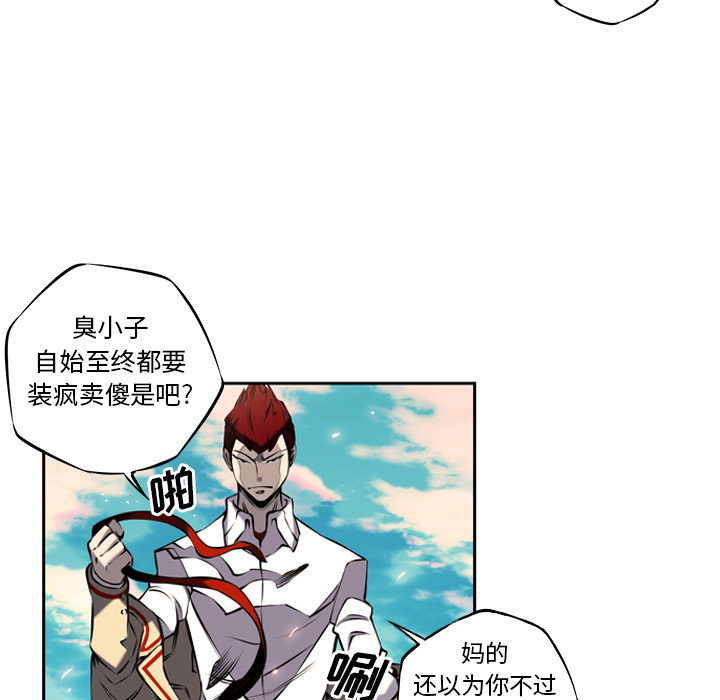 臭小子
自始至终都要
装疯卖傻是吧?
啪
唰
妈的
还以为你不过